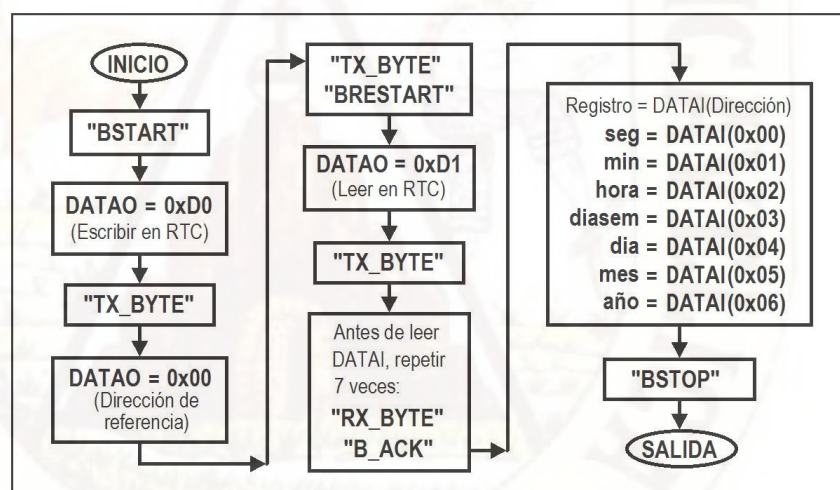 INICIO
"BSTART"
DATAO = 0xD0
(Escribir en RTC)
"TX_BYTE"
DATAO = 0x00
(Dirección de
referencia)
"TX_BYTE"
"BRESTART"
DATAO = 0xD1
(Leer en RTC)
"TX_BYTE"
Antes de leer
DATAI, repetir
7 veces:
"RX_BYTE"
"B_ACK"
Registro = DATAI(Dirección)
seg = DATAI(0x00)
min = DATAI(0x01)
hora = DATAI(0x02)
diasem = DATAI(0x03)
dia = DATAI(0x04)
mes = DATAI(0x05)
año = DATAI(0x06)
"BSTOP"
SALIDA